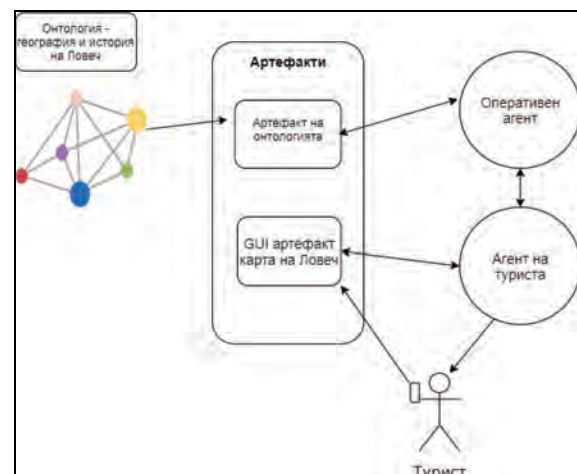 Онтология -
география и история
на Ловеч
Артефакти
Артефакт на
онтологията
Оперативен
агент
GUI артефакт
карта на Ловеч
Агент на
туриста
Турист